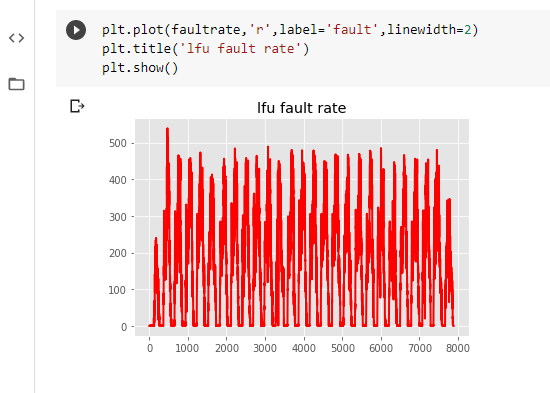 plt.plot(faultrate,'r',label='fault',linewidth=2)
plt.title('lfu fault rate')
plt.show()
lfu fault rate
500
400
300
200
100
0
0 1000 2000 3000 4000 5000 6000 7000 8000